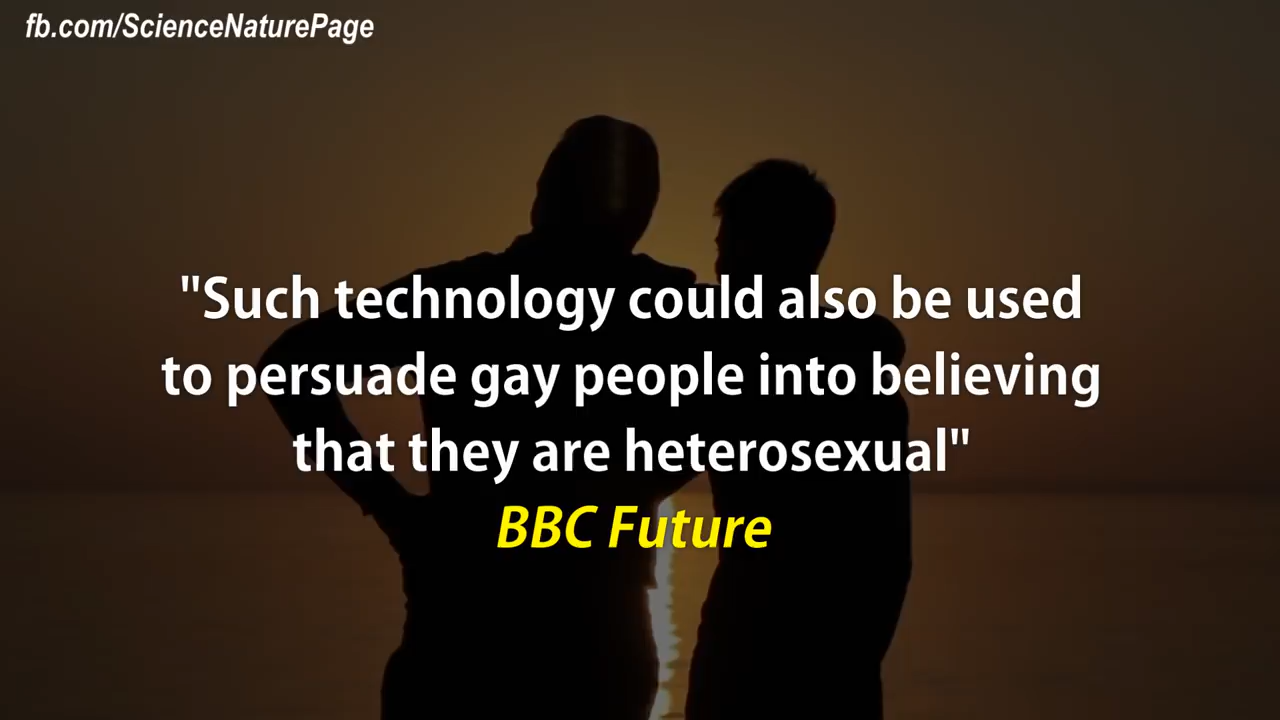 fb.com/ScienceNaturePage
"Such technology could also be used
to persuade gay people into believing
that they are heterosexual"
BBC Future